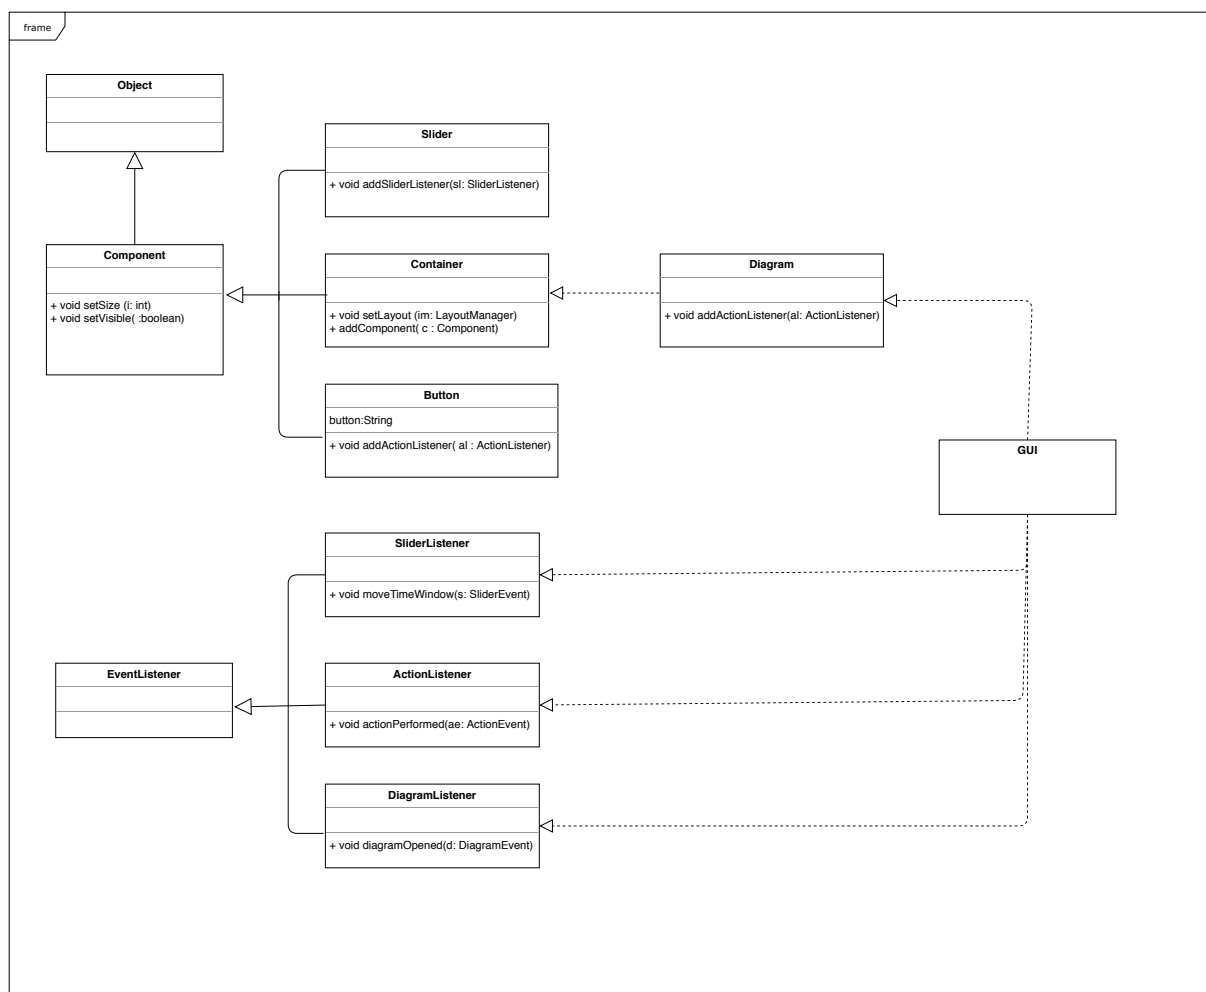 frame
Object
Component
+ void setSize (i: int)
+ void setVisible( :boolean)
Slider
+ void addSliderListener(sl: SliderListener)
Container
+ void setLayout (im: LayoutManager)
+ addComponent( c : Component)
Diagram
+ void addActionListener(al: ActionListener)
Button
button:String
+ void addActionListener( al : ActionListener)
GUI
SliderListener
+ void moveTimeWindow(s: SliderEvent)
EventListener
ActionListener
+ void actionPerformed(ae: ActionEvent)
DiagramListener
+ void diagramOpened(d: DiagramEvent)